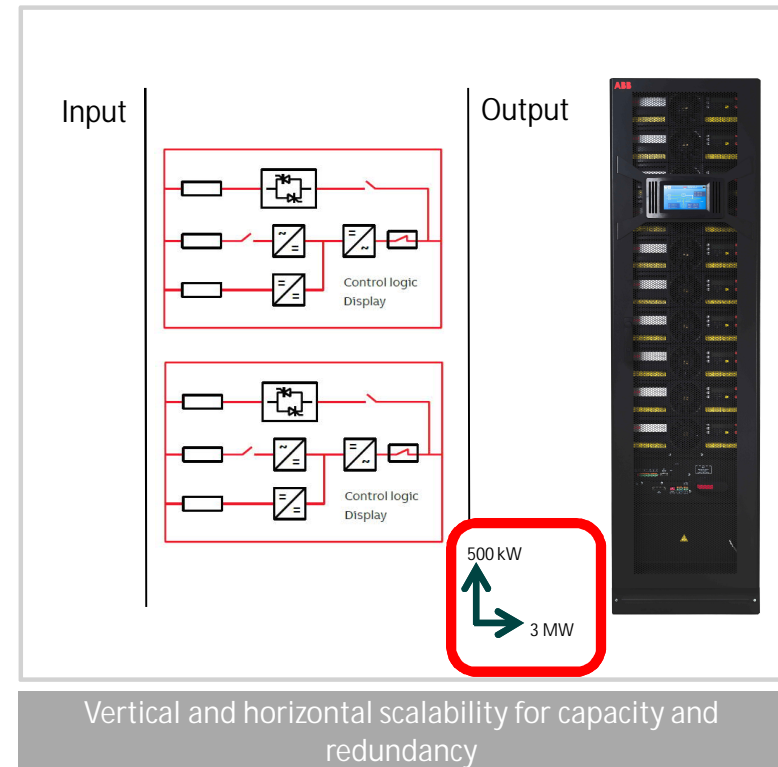 Input
Output
ABB
Control logic
Display
Control logic
Display
500 kW
3 MW
Vertical and horizontal scalability for capacity and
redundancy